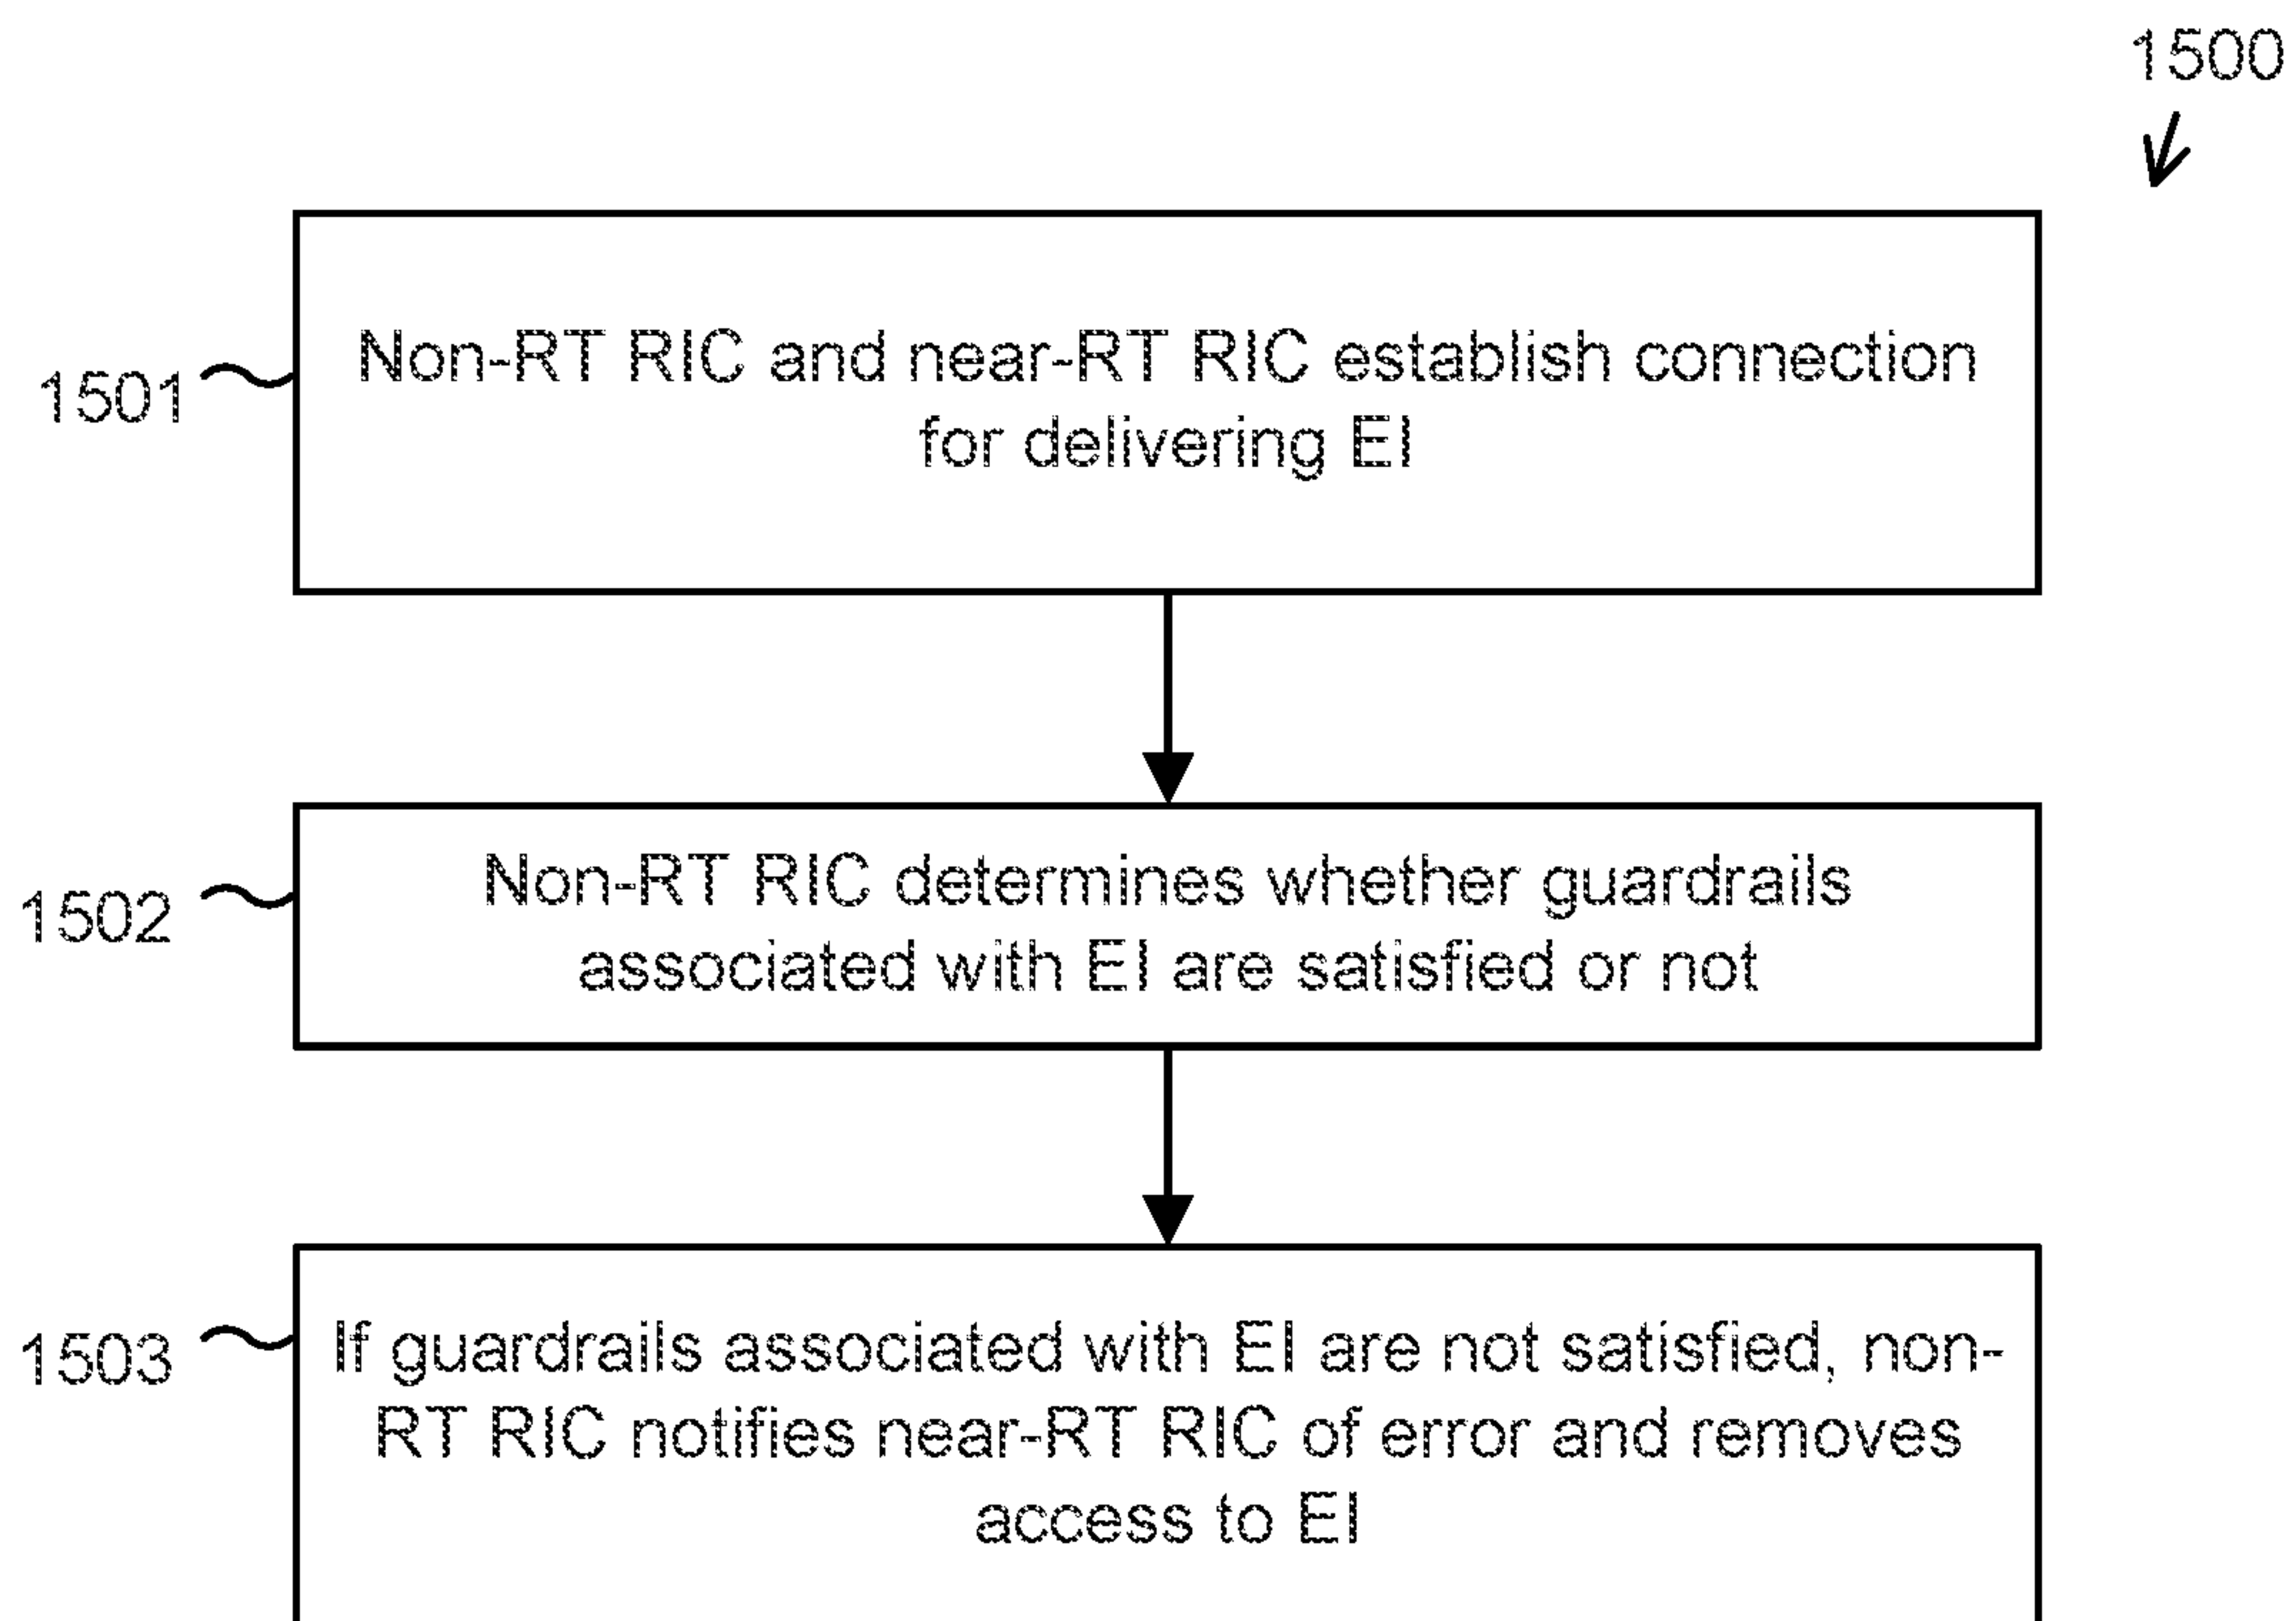 1500
Non-RT RIC and near-RT RIC establish connection
for delivering EI
1501
Non-RT RIC determines whether guardrails
associated with EI are satisfied or not
1502
If guardrails associated with EI are not satisfied, non-
RT RIC notifies near-RT RIC of error and removes
access to EI
1503